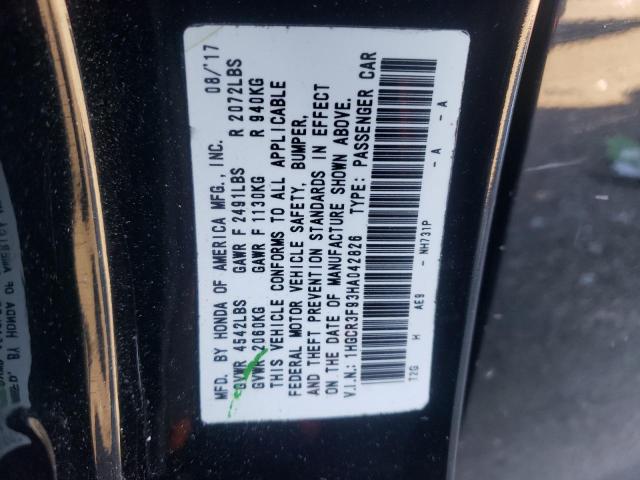 MFD. BY HONDA OF AMERICA MFG., INC. 08/'17
GVWR 4542LBS GAWR F 2491LBS R 2072LBS
GVWR 2060KG GAWR F 1130KG R 940KG
THIS VEHICLE CONFORMS TO ALL APPLICABLE
FEDERAL MOTOR VEHICLE SAFETY, BUMPER,
AND THEFT PREVENTION STANDARDS IN EFFECT
ON THE DATE OF MANUFACTURE SHOWN ABOVE.
V.I.N.: 1HGCR3F93HA042826 TYPE: PASSENGER CAR
T2G H AE9 - NH731P - A - A